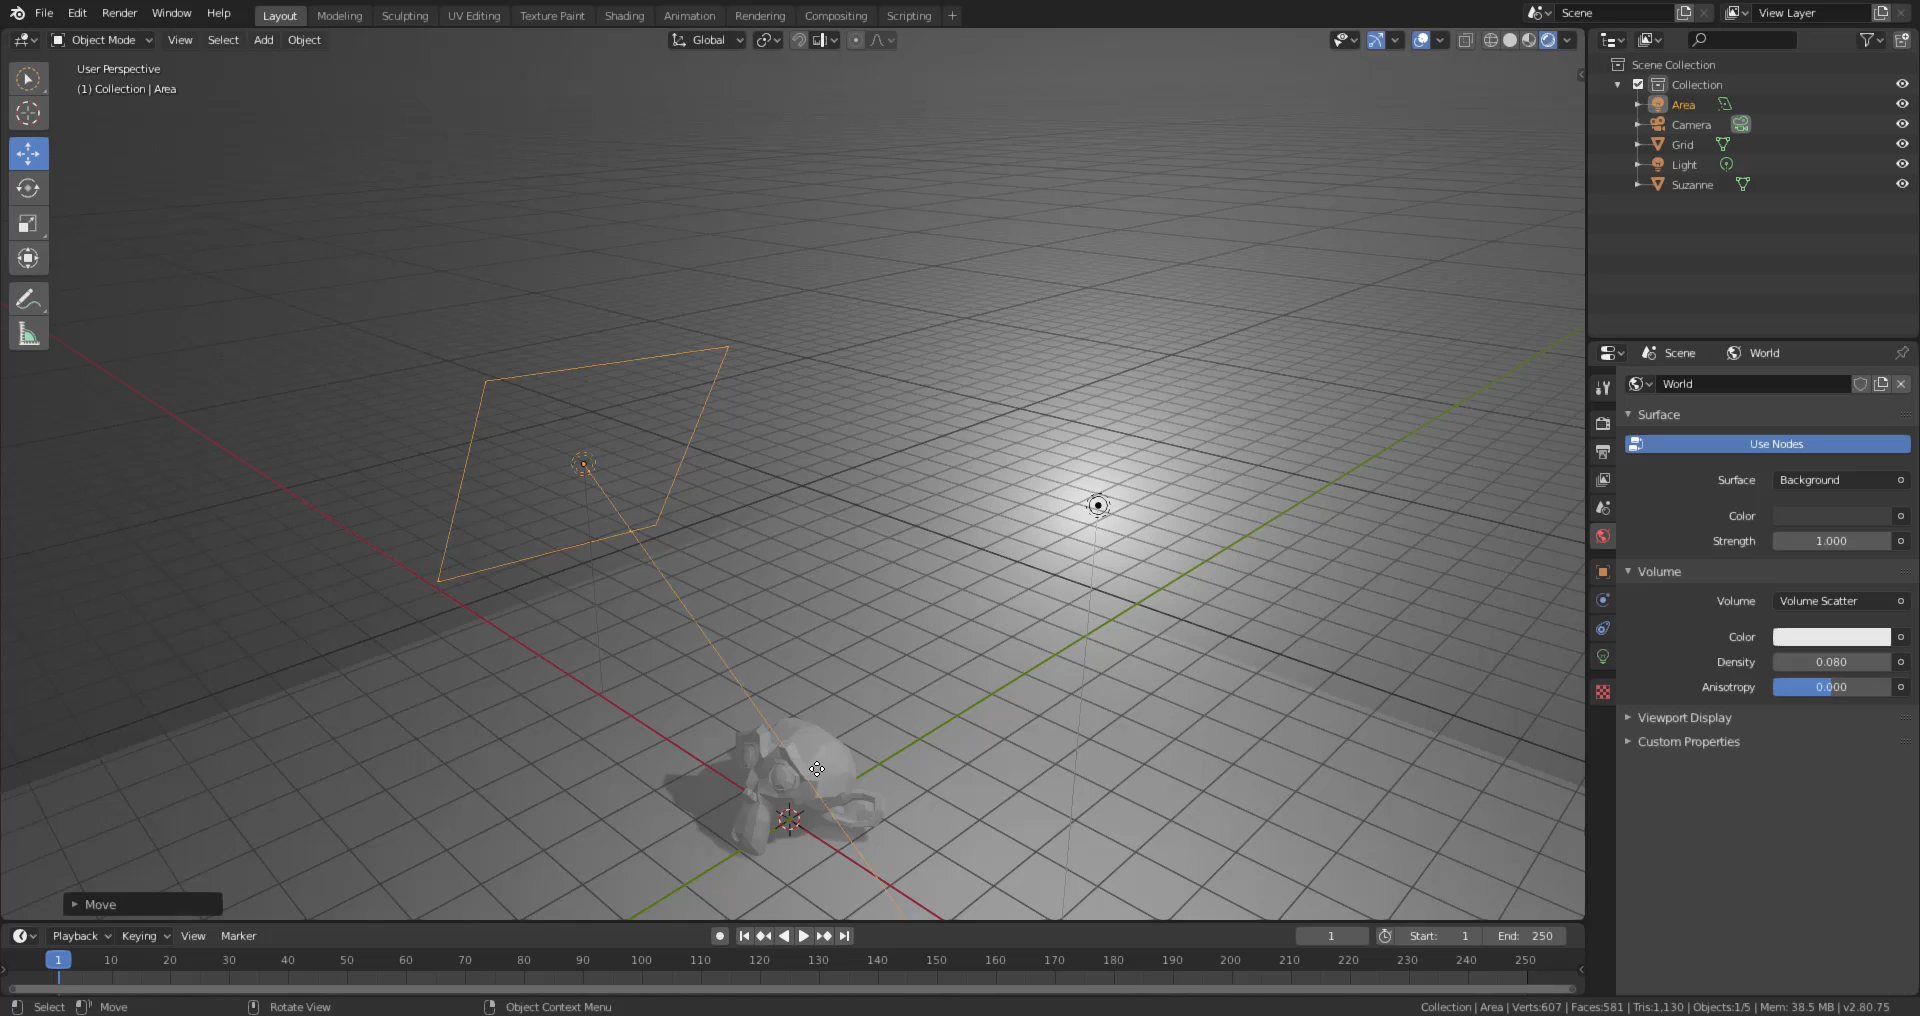 File Edit Render Window Help Layout Modeling Sculpting UV Editing Texture Paint Shading Animation Rendering Compositing Scripting + Scene View Layer
Object Mode View Select Add Object Global
User Perspective
(1) Collection | Area
Scene Collection
Collection
Area
Camera
Grid
Light
Suzanne
Scene World
World
Surface
Use Nodes
Surface Background
Color
Strength 1.000
Volume
Volume Volume Scatter
Color
Density 0.080
Anisotropy 0.000
Viewport Display
Custom Properties
Move
Playback Keying View Marker 1 Start: 1 End: 250
1 10 20 30 40 50 60 70 80 90 100 110 120 130 140 150 160 170 180 190 200 210 220 230 240 250
Select Move Rotate View Object Context Menu Collection | Area | Verts:607 | Faces:581 | Tris:1,130 | Objects:1/5 | Mem: 38.5 MB | v2.80.75